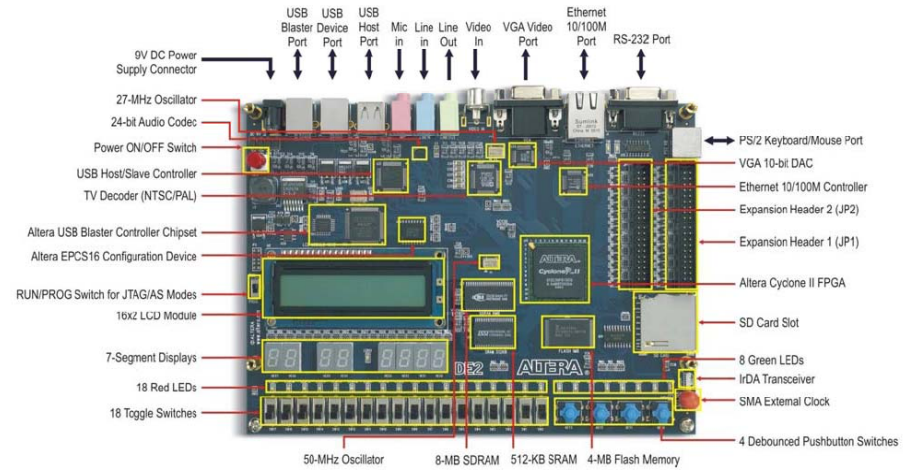 USB Blaster Port
USB Device Port
USB Host Port
Mic in
Line in
Line Out
Video In
VGA Video Port
Ethernet 10/100M Port
RS-232 Port
9V DC Power Supply Connector
27-MHz Oscillator
24-bit Audio Codec
Power ON/OFF Switch
USB Host/Slave Controller
TV Decoder (NTSC/PAL)
Altera USB Blaster Controller Chipset
Altera EPCS16 Configuration Device
RUN/PROG Switch for JTAG/AS Modes
16x2 LCD Module
7-Segment Displays
18 Red LEDs
18 Toggle Switches
PS/2 Keyboard/Mouse Port
VGA 10-bit DAC
Ethernet 10/100M Controller
Expansion Header 2 (JP2)
Expansion Header 1 (JP1)
Altera Cyclone II FPGA
SD Card Slot
8 Green LEDs
IrDA Transceiver
SMA External Clock
4 Debounced Pushbutton Switches
50-MHz Oscillator
8-MB SDRAM
512-KB SRAM
4-MB Flash Memory
ALTERA
Cyclone II
DE2
ALTERA